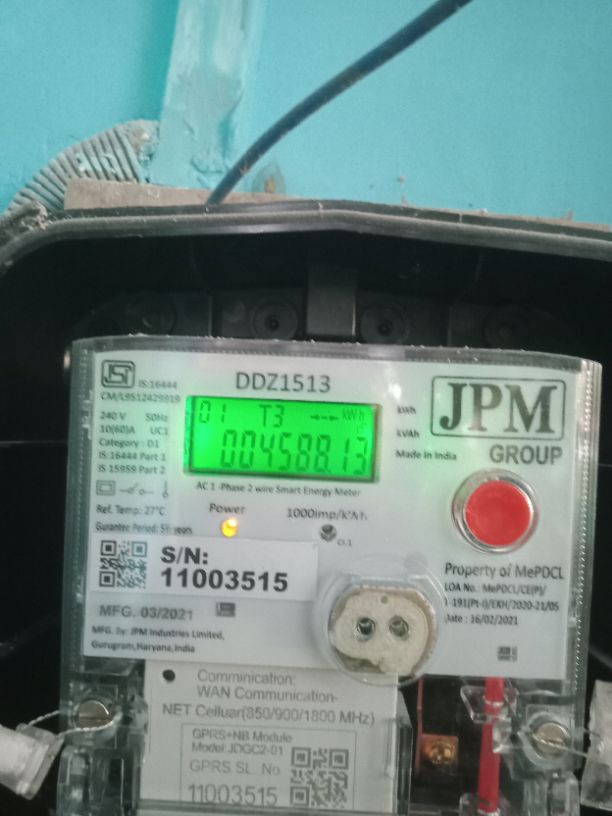 IS:16444
CM/L9512429919
DDZ1513
240 V 50Hz
10(60)A UC1
Category : D1
IS:16444 Part 1
IS 15959 Part 2
01 T3 kWh
00458813
kWh
kVAh
Made In India
JPM
GROUP
AC 1 -Phase 2 wire Smart Energy Meter
Ref. Temp: 27°C
Power
1000imp/k
Cl.1
S/N:
11003515
MFG. 03/2021
MFG. By: JPM Industries Limited,
Gurugram,Haryana,India
Property of MePDCL
LOA No.: MePDCL/CE(P)/
Date : 16/02/2021
Comminication:
WAN Communication-
NET Celluar(850/900/1800 MHz)
GPRS+NB Module
Model: JDGC2-01
GPRS SL. No.
11003515